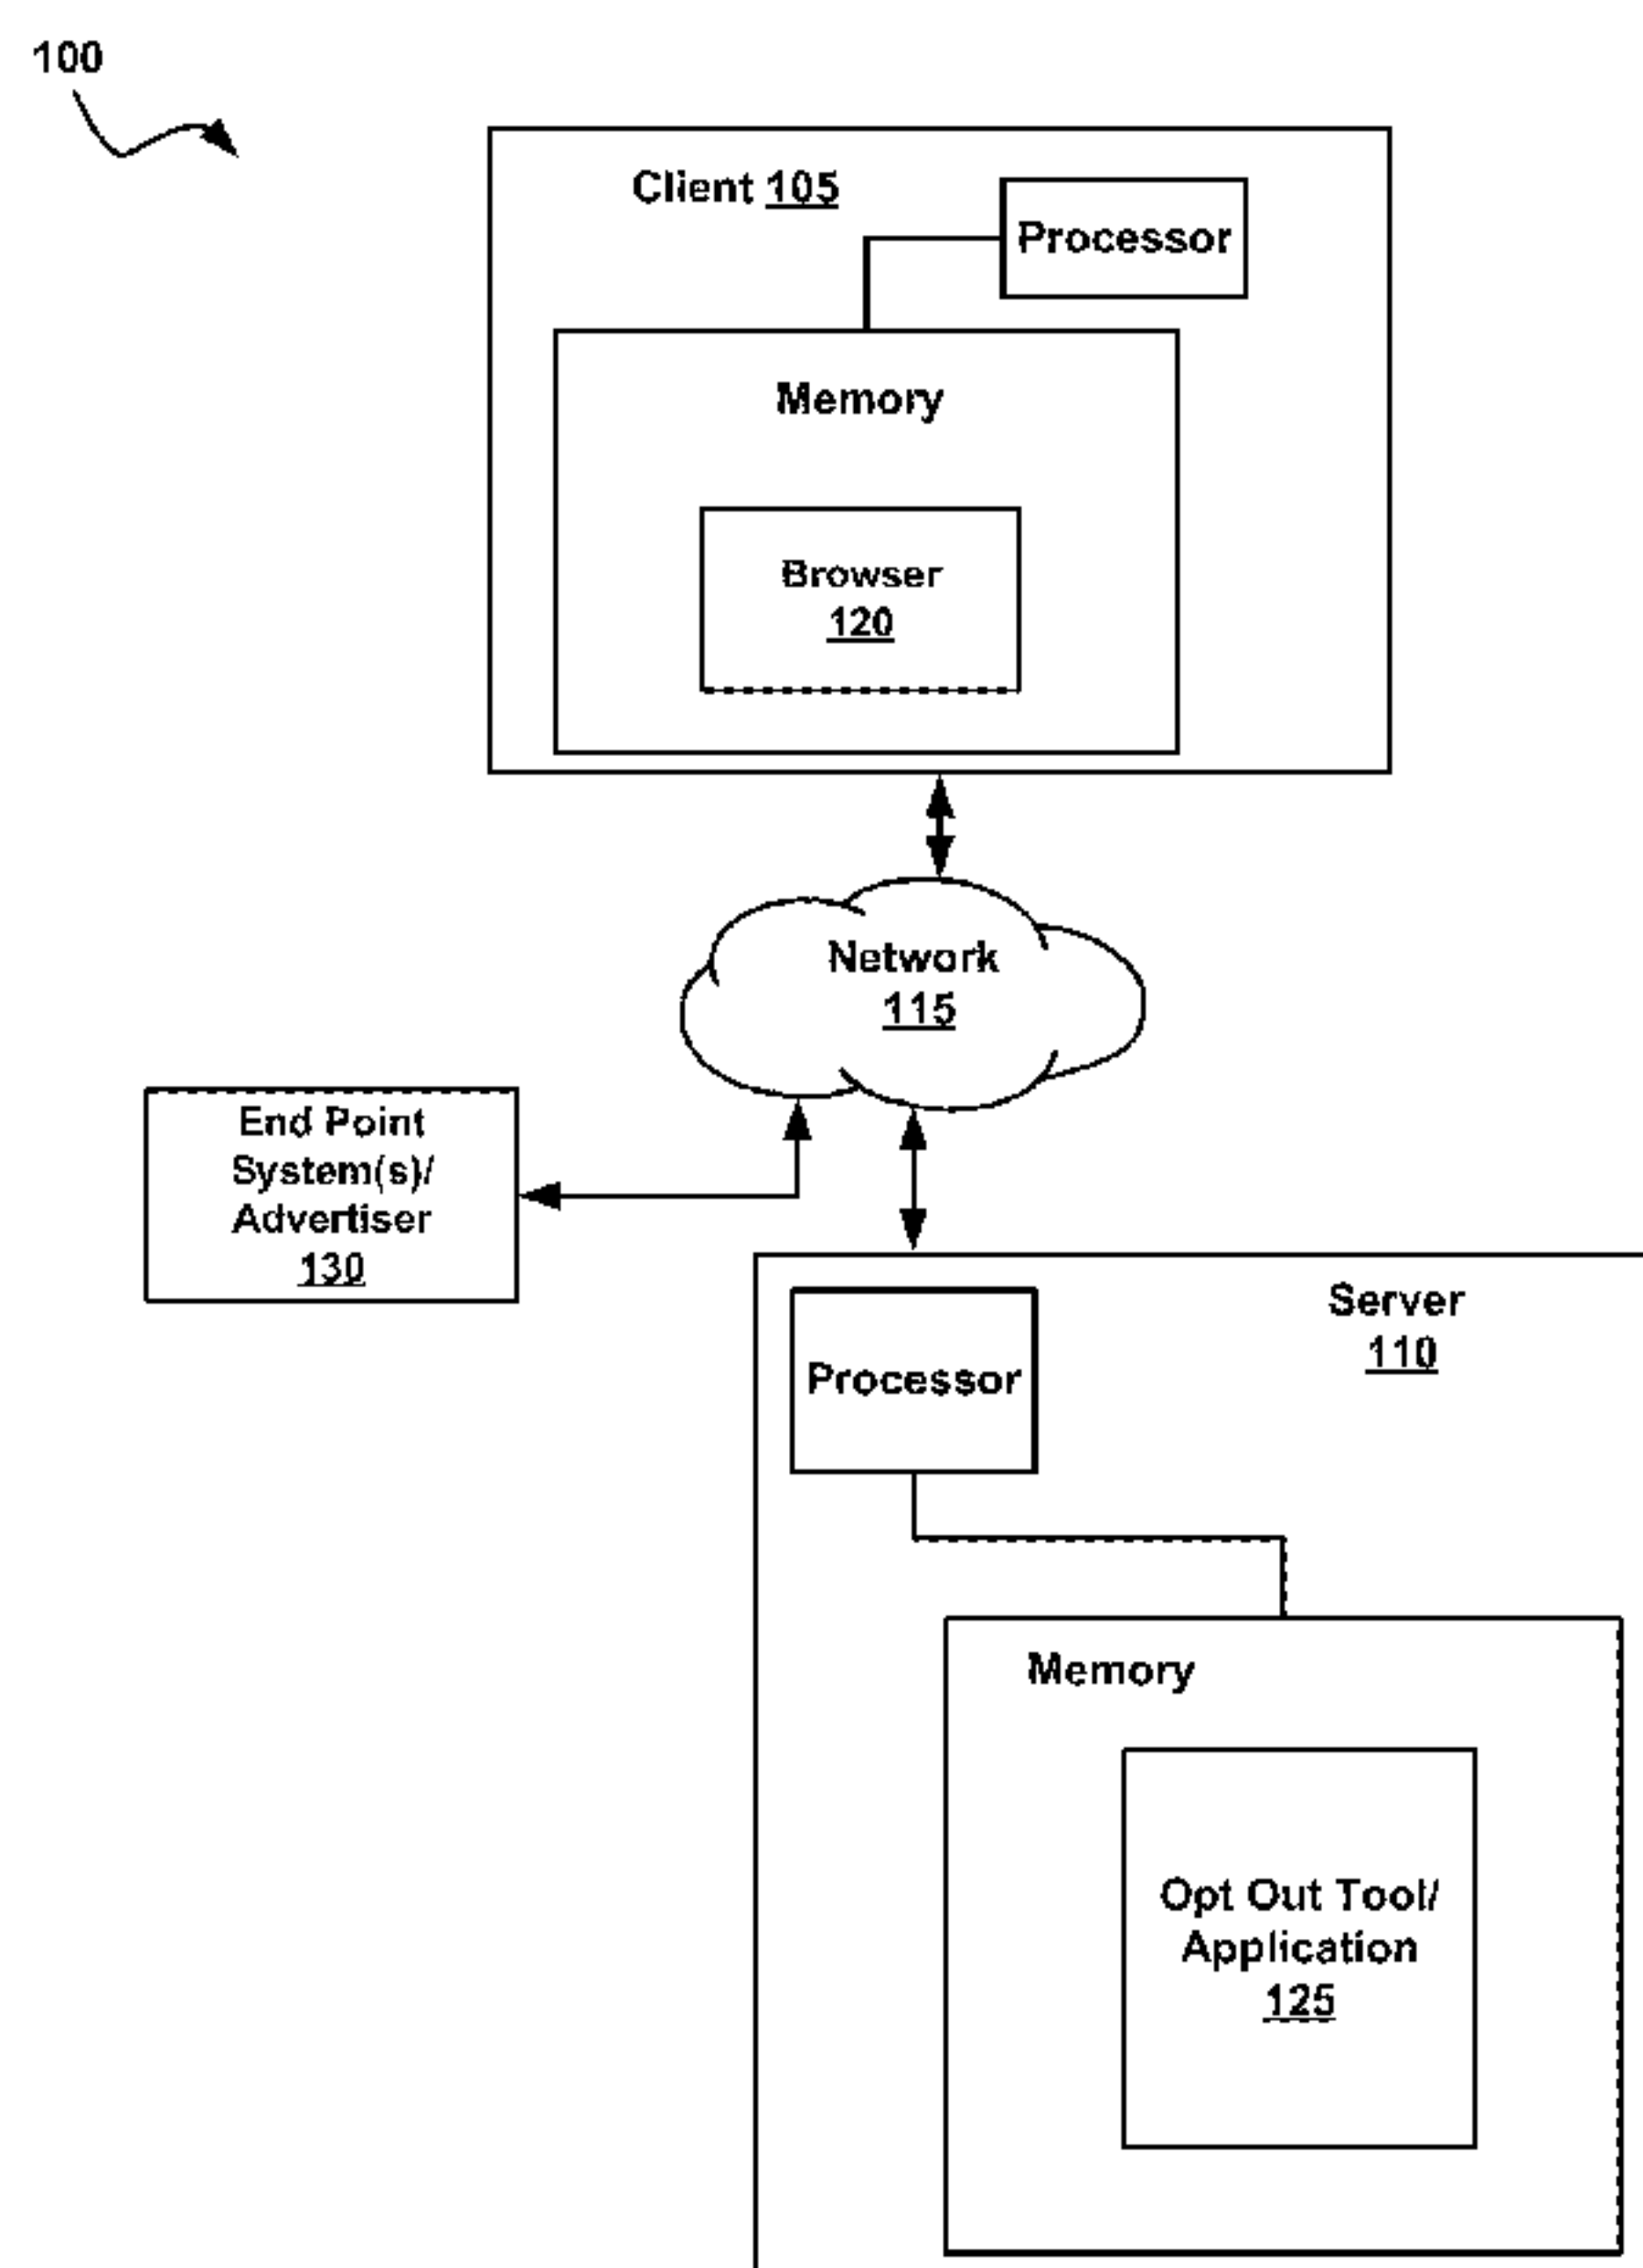 100
Client 105
Processor
Memory
Browser
120
Network
115
End Point
System(s)/
Advertiser
130
Server
110
Processor
Memory
Opt Out Tool/
Application
125